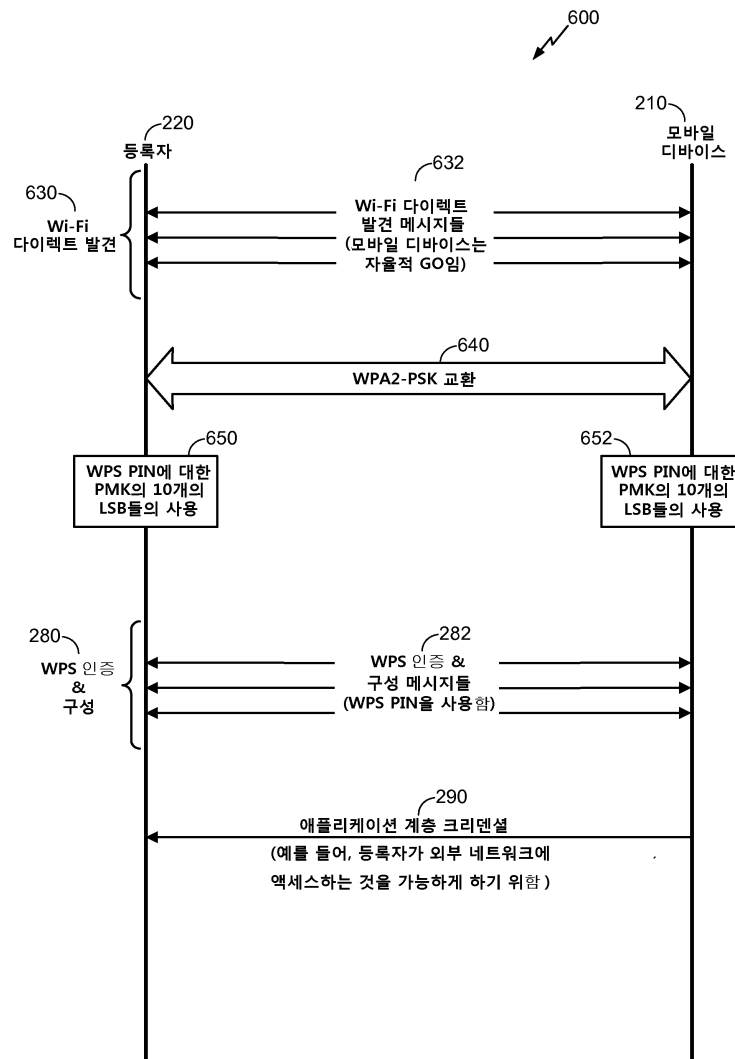 600
220
등록자
210
모바일
디바이스
630
Wi-Fi
다이렉트 발견
632
Wi-Fi 다이렉트
발견 메시지들
(모바일 디바이스는
자율적 GO임)
640
WPA2-PSK 교환
650
WPS PIN에 대한
PMK의 10개의
LSB들의 사용
652
WPS PIN에 대한
PMK의 10개의
LSB들의 사용
280
WPS 인증
&
구성
282
WPS 인증 &
구성 메시지들
(WPS PIN을 사용함)
290
애플리케이션 계층 크리덴셜
(예를 들어, 등록자가 외부 네트워크에
액세스하는 것을 가능하게 하기 위함 )